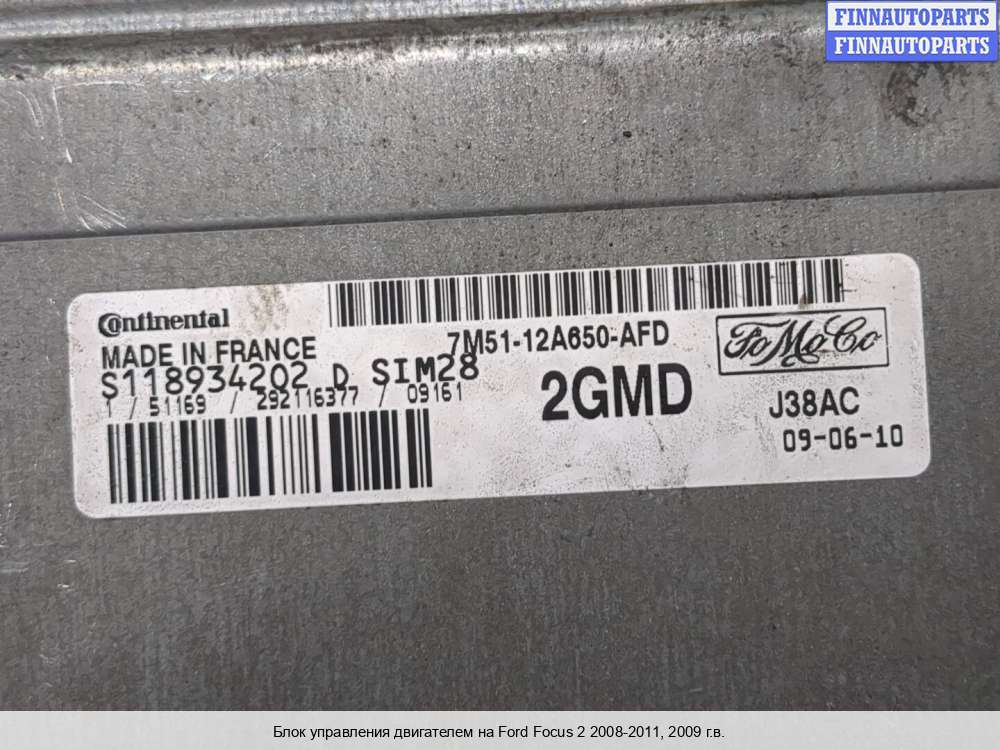 FINNAUTOPARTS
FINNAUTOPARTS
Continental
MADE IN FRANCE
7M51-12A650-AFD
FoMoCo
S118934202 D SIM28
1 / 51169 / 292116377 / 09161
2GMD
J38AC
09-06-10
Блок управления двигателем на Ford Focus 2 2008-2011, 2009 г.в.